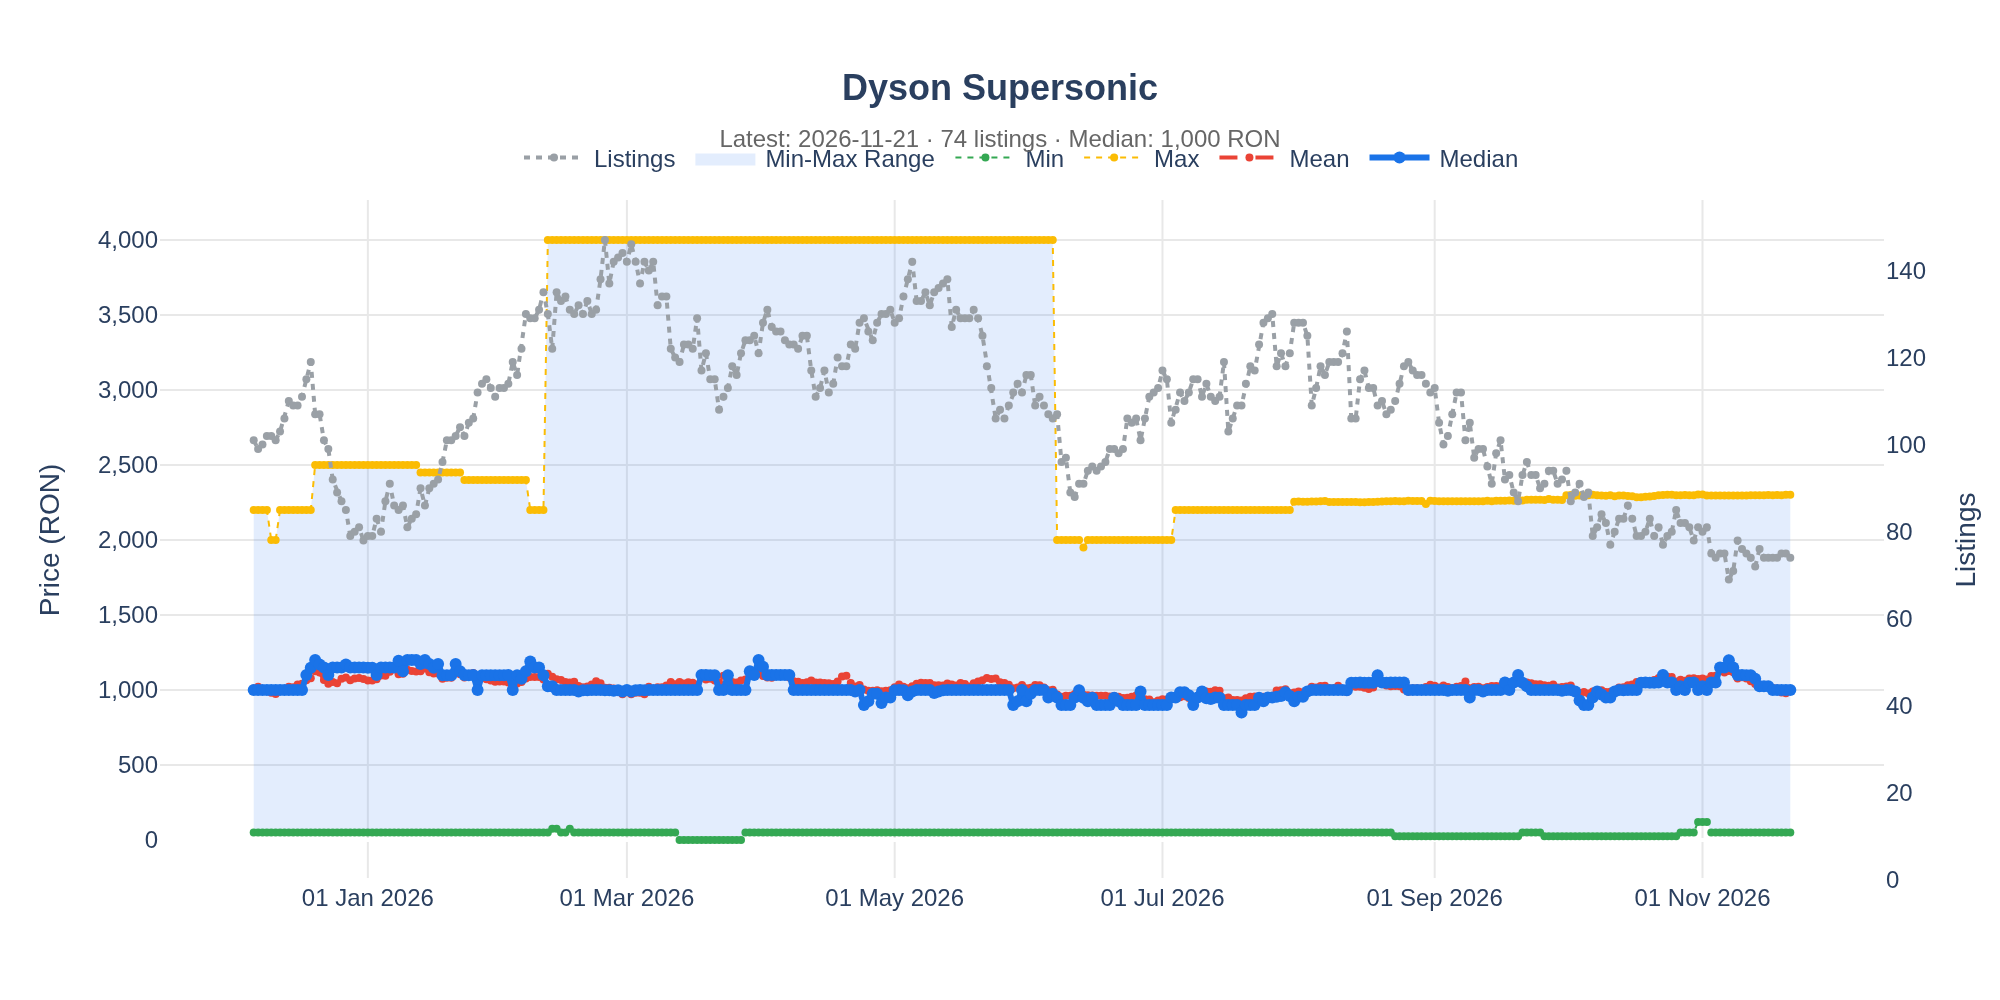 Dyson Supersonic
Latest: 2026-11-21 · 74 listings · Median: 1,000 RON
Listings Min-Max Range Min Max Mean Median
Price (RON)
4,000
3,500
3,000
2,500
2,000
1,500
1,000
500
0
140
120
100
80
60
40
20
0
Listings
01 Jan 2026 01 Mar 2026 01 May 2026 01 Jul 2026 01 Sep 2026 01 Nov 2026